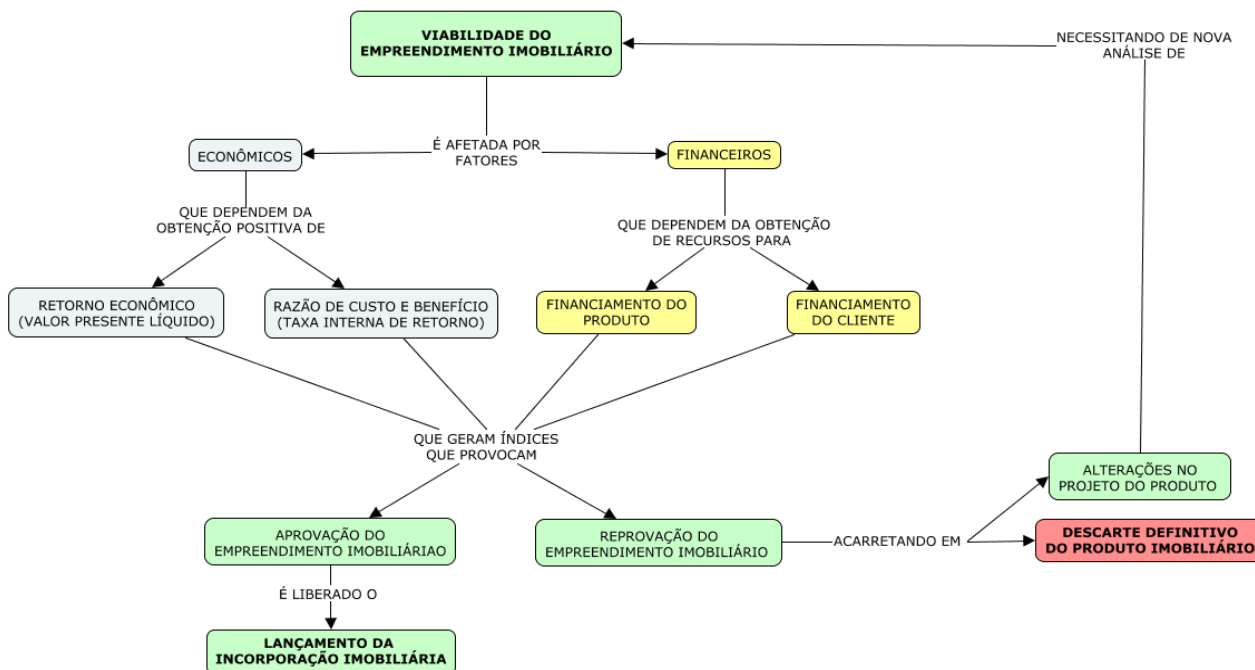 VIABILIDADE DO
EMPREENDIMENTO IMOBILIÁRIO
NECESSITANDO DE NOVA
ANÁLISE DE
É AFETADA POR
FATORES
ECONÔMICOS
FINANCEIROS
QUE DEPENDEM DA
OBTENÇÃO POSITIVA DE
QUE DEPENDEM DA OBTENÇÃO
DE RECURSOS PARA
RETORNO ECONÔMICO
(VALOR PRESENTE LÍQUIDO)
RAZÃO DE CUSTO E BENEFÍCIO
(TAXA INTERNA DE RETORNO)
FINANCIAMENTO DO
PRODUTO
FINANCIAMENTO
DO CLIENTE
QUE GERAM ÍNDICES
QUE PROVOCAM
ALTERAÇÕES NO
PROJETO DO PRODUTO
APROVAÇÃO DO
EMPREENDIMENTO IMOBILIÁRIAO
REPROVAÇÃO DO
EMPREENDIMENTO IMOBILIÁRIO
ACARRETANDO EM
DESCARTE DEFINITIVO
DO PRODUTO IMOBILIÁRIO
É LIBERADO O
LANÇAMENTO DA
INCORPORAÇÃO IMOBILIÁRIA